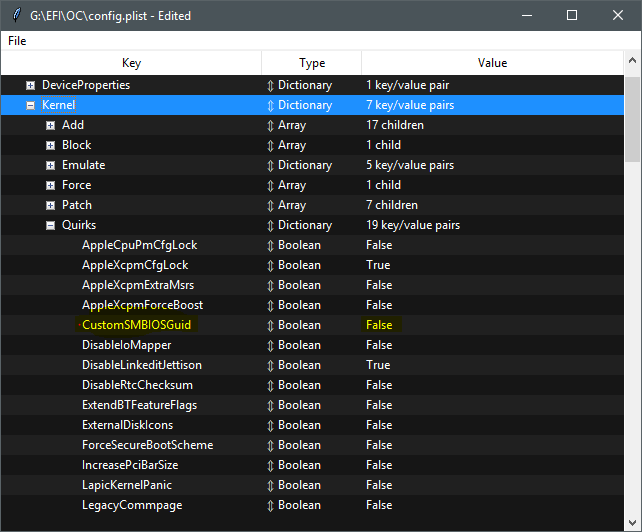 G:\EFI\OC\config.plist - Edited
File
Key Type Value
DeviceProperties Dictionary 1 key/value pair
Kernel Dictionary 7 key/value pairs
Add Array 17 children
Block Array 1 child
Emulate Dictionary 5 key/value pairs
Force Array 1 child
Patch Array 7 children
Quirks Dictionary 19 key/value pairs
AppleCpuPmCfgLock Boolean False
AppleXcpmCfgLock Boolean True
AppleXcpmExtraMsrs Boolean False
AppleXcpmForceBoost Boolean False
CustomSMBIOSGuid Boolean False
DisableIoMapper Boolean False
DisableLinkeditJettison Boolean True
DisableRtcChecksum Boolean False
ExtendBTFeatureFlags Boolean False
ExternalDiskIcons Boolean False
ForceSecureBootScheme Boolean False
IncreasePciBarSize Boolean False
LapicKernelPanic Boolean False
LegacyCommpage Boolean False